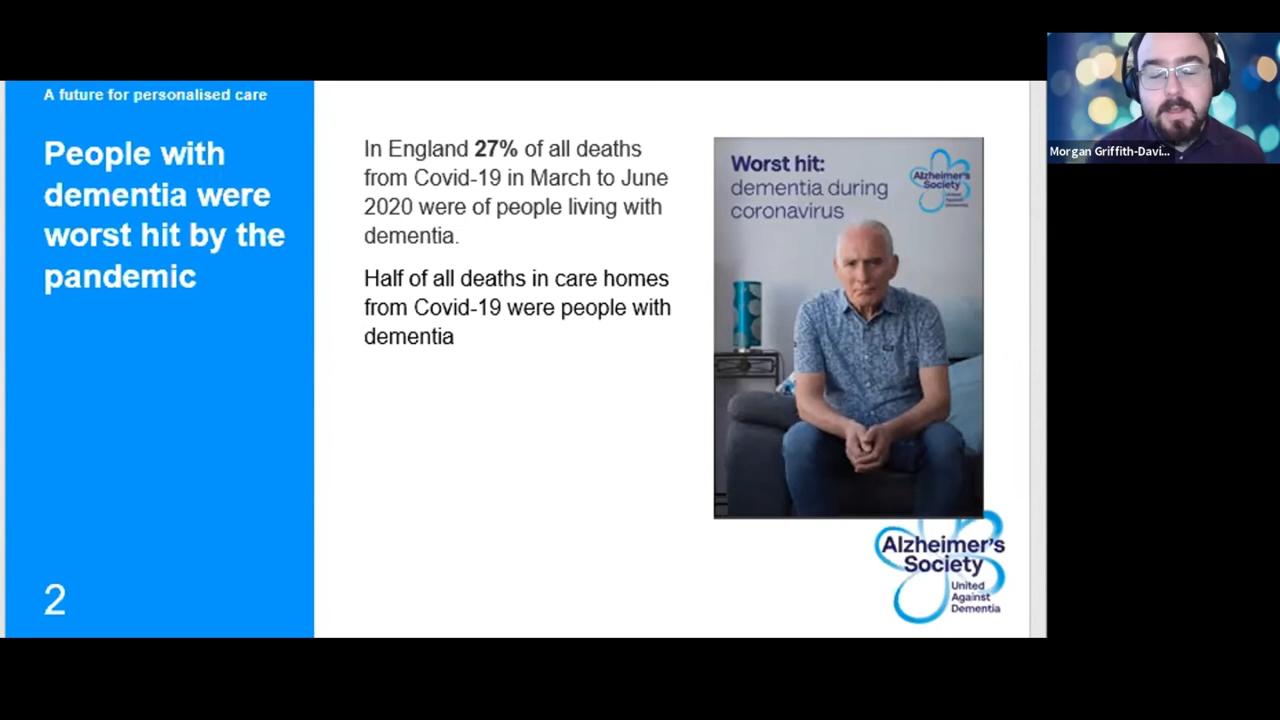 A future for personalised care
People with
dementia were
worst hit by the
pandemic
2
In England 27% of all deaths
from Covid-19 in March to June
2020 were of people living with
dementia.
Half of all deaths in care homes
from Covid-19 were people with
dementia
Worst hit:
dementia during
coronavirus
Alzheimer's
Society
United
Against
Dementia
Alzheimer's
Society
United
Against
Dementia
Morgan Griffith-Davi...